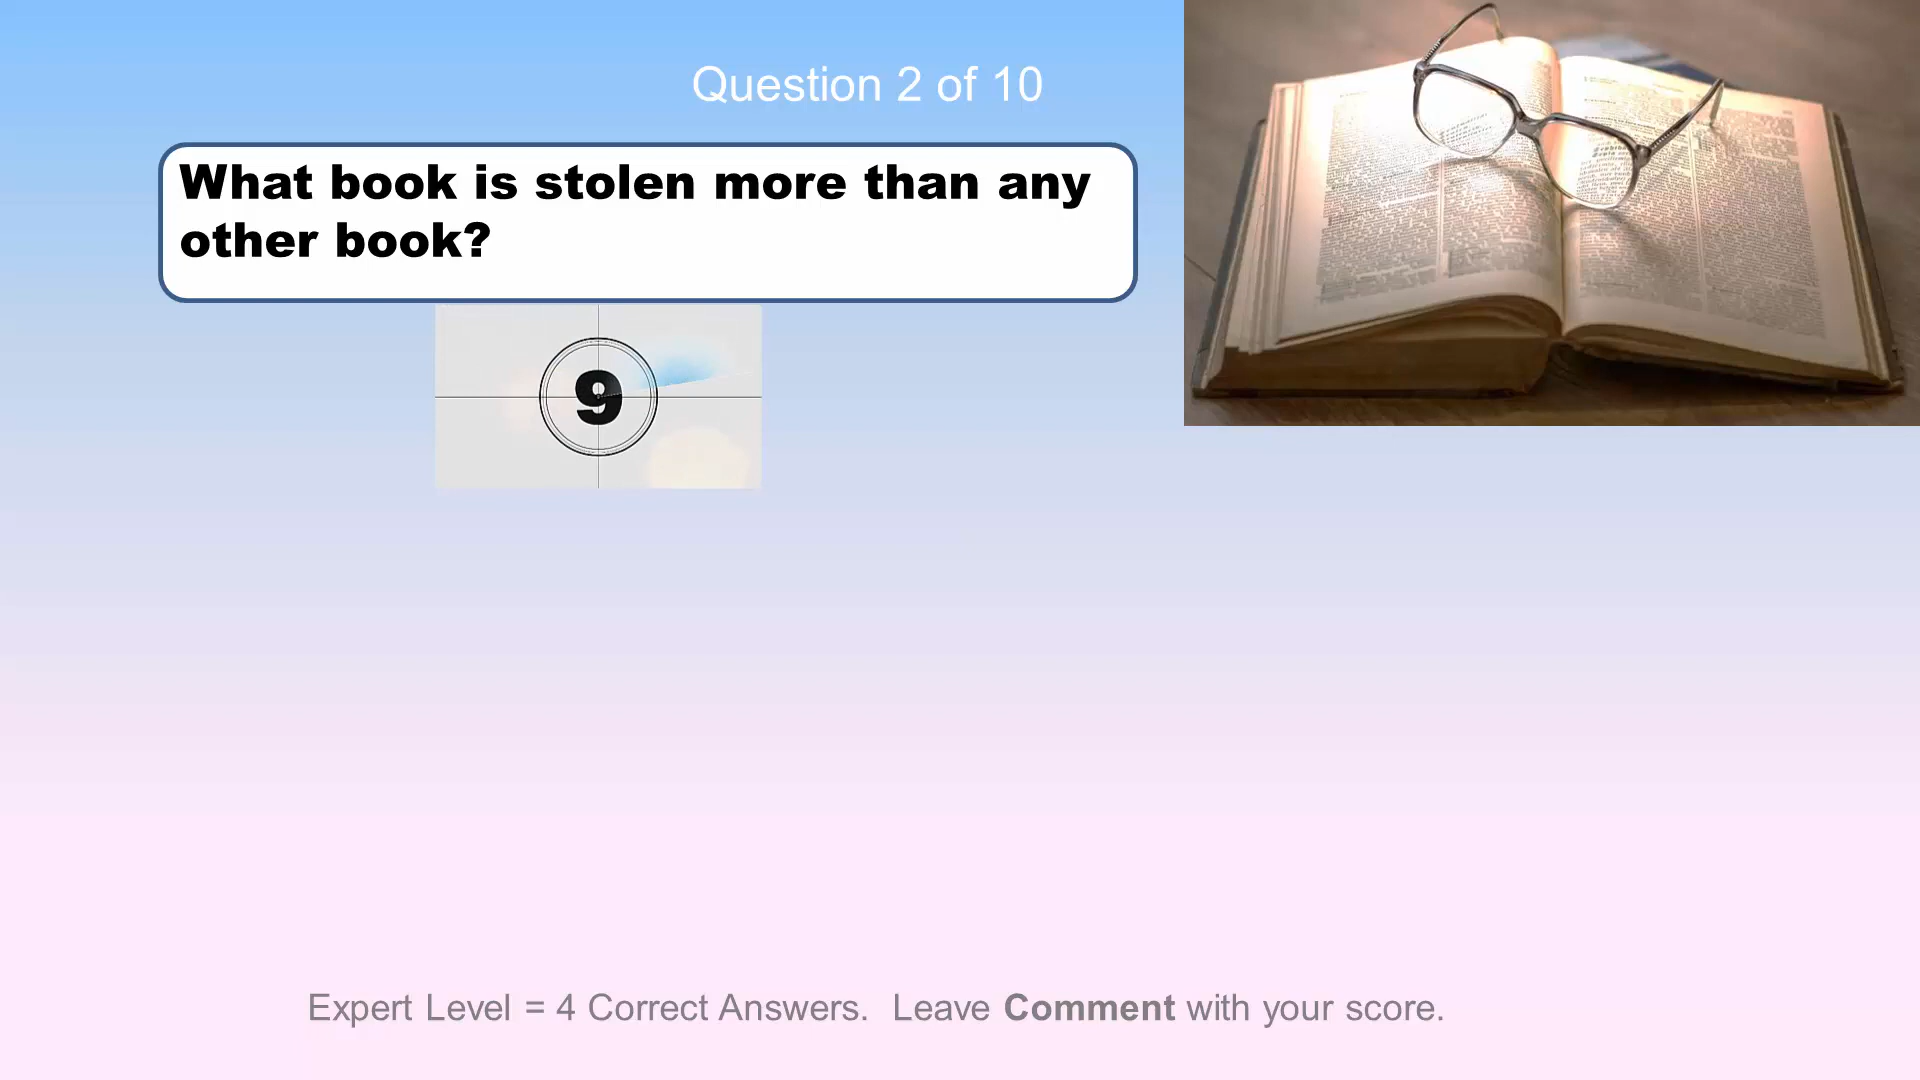 Question 2 of 10
What book is stolen more than any
other book?
9
Expert Level = 4 Correct Answers. Leave Comment with your score.